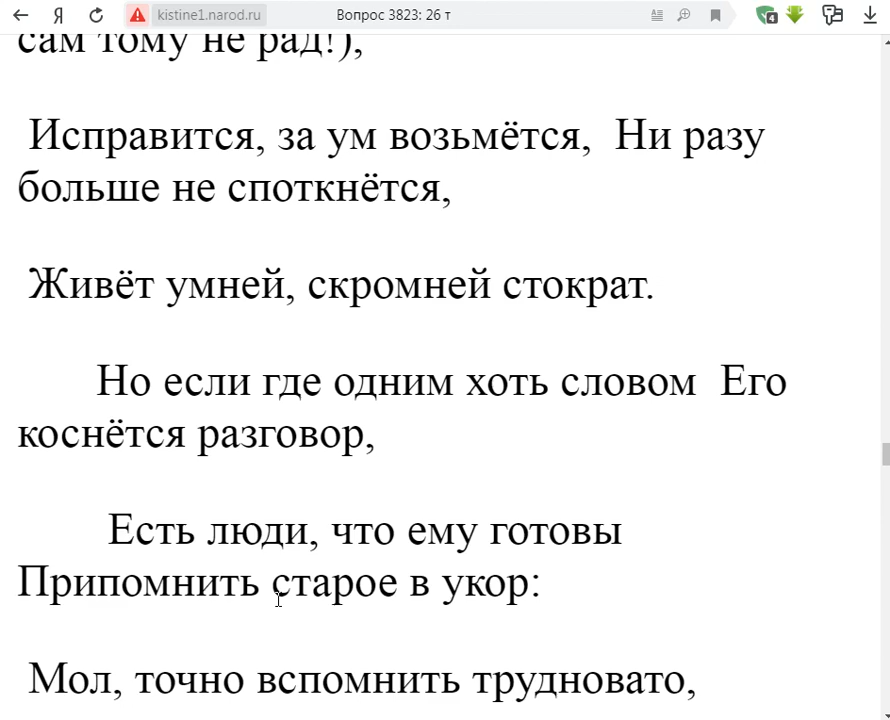 Я
kistine1.narod.ru
Вопрос 3823: 26 т
4
сам тому не рад!),
Исправится, за ум возьмётся, Ни разу
больше не споткнётся,
Живёт умней, скромней стократ.
Но если где одним хоть словом Его
коснётся разговор,
Есть люди, что ему готовы
Припомнить старое в укор:
Мол, точно вспомнить трудновато,